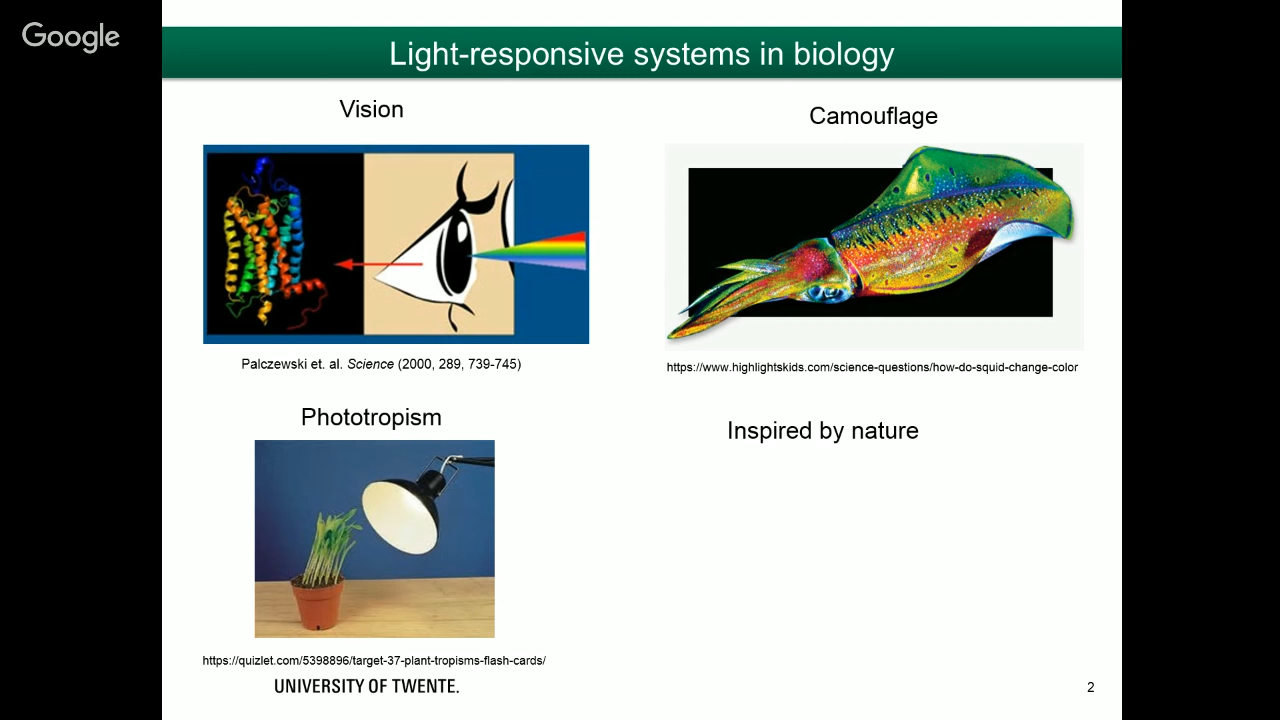 Google
Light-responsive systems in biology
Vision
Camouflage
Palczewski et. al. Science (2000, 289, 739-745)
https://www.highlightskids.com/science-questions/how-do-squid-change-color
Phototropism
Inspired by nature
https://quizlet.com/5398896/target-37-plant-tropisms-flash-cards/
UNIVERSITY OF TWENTE.
2